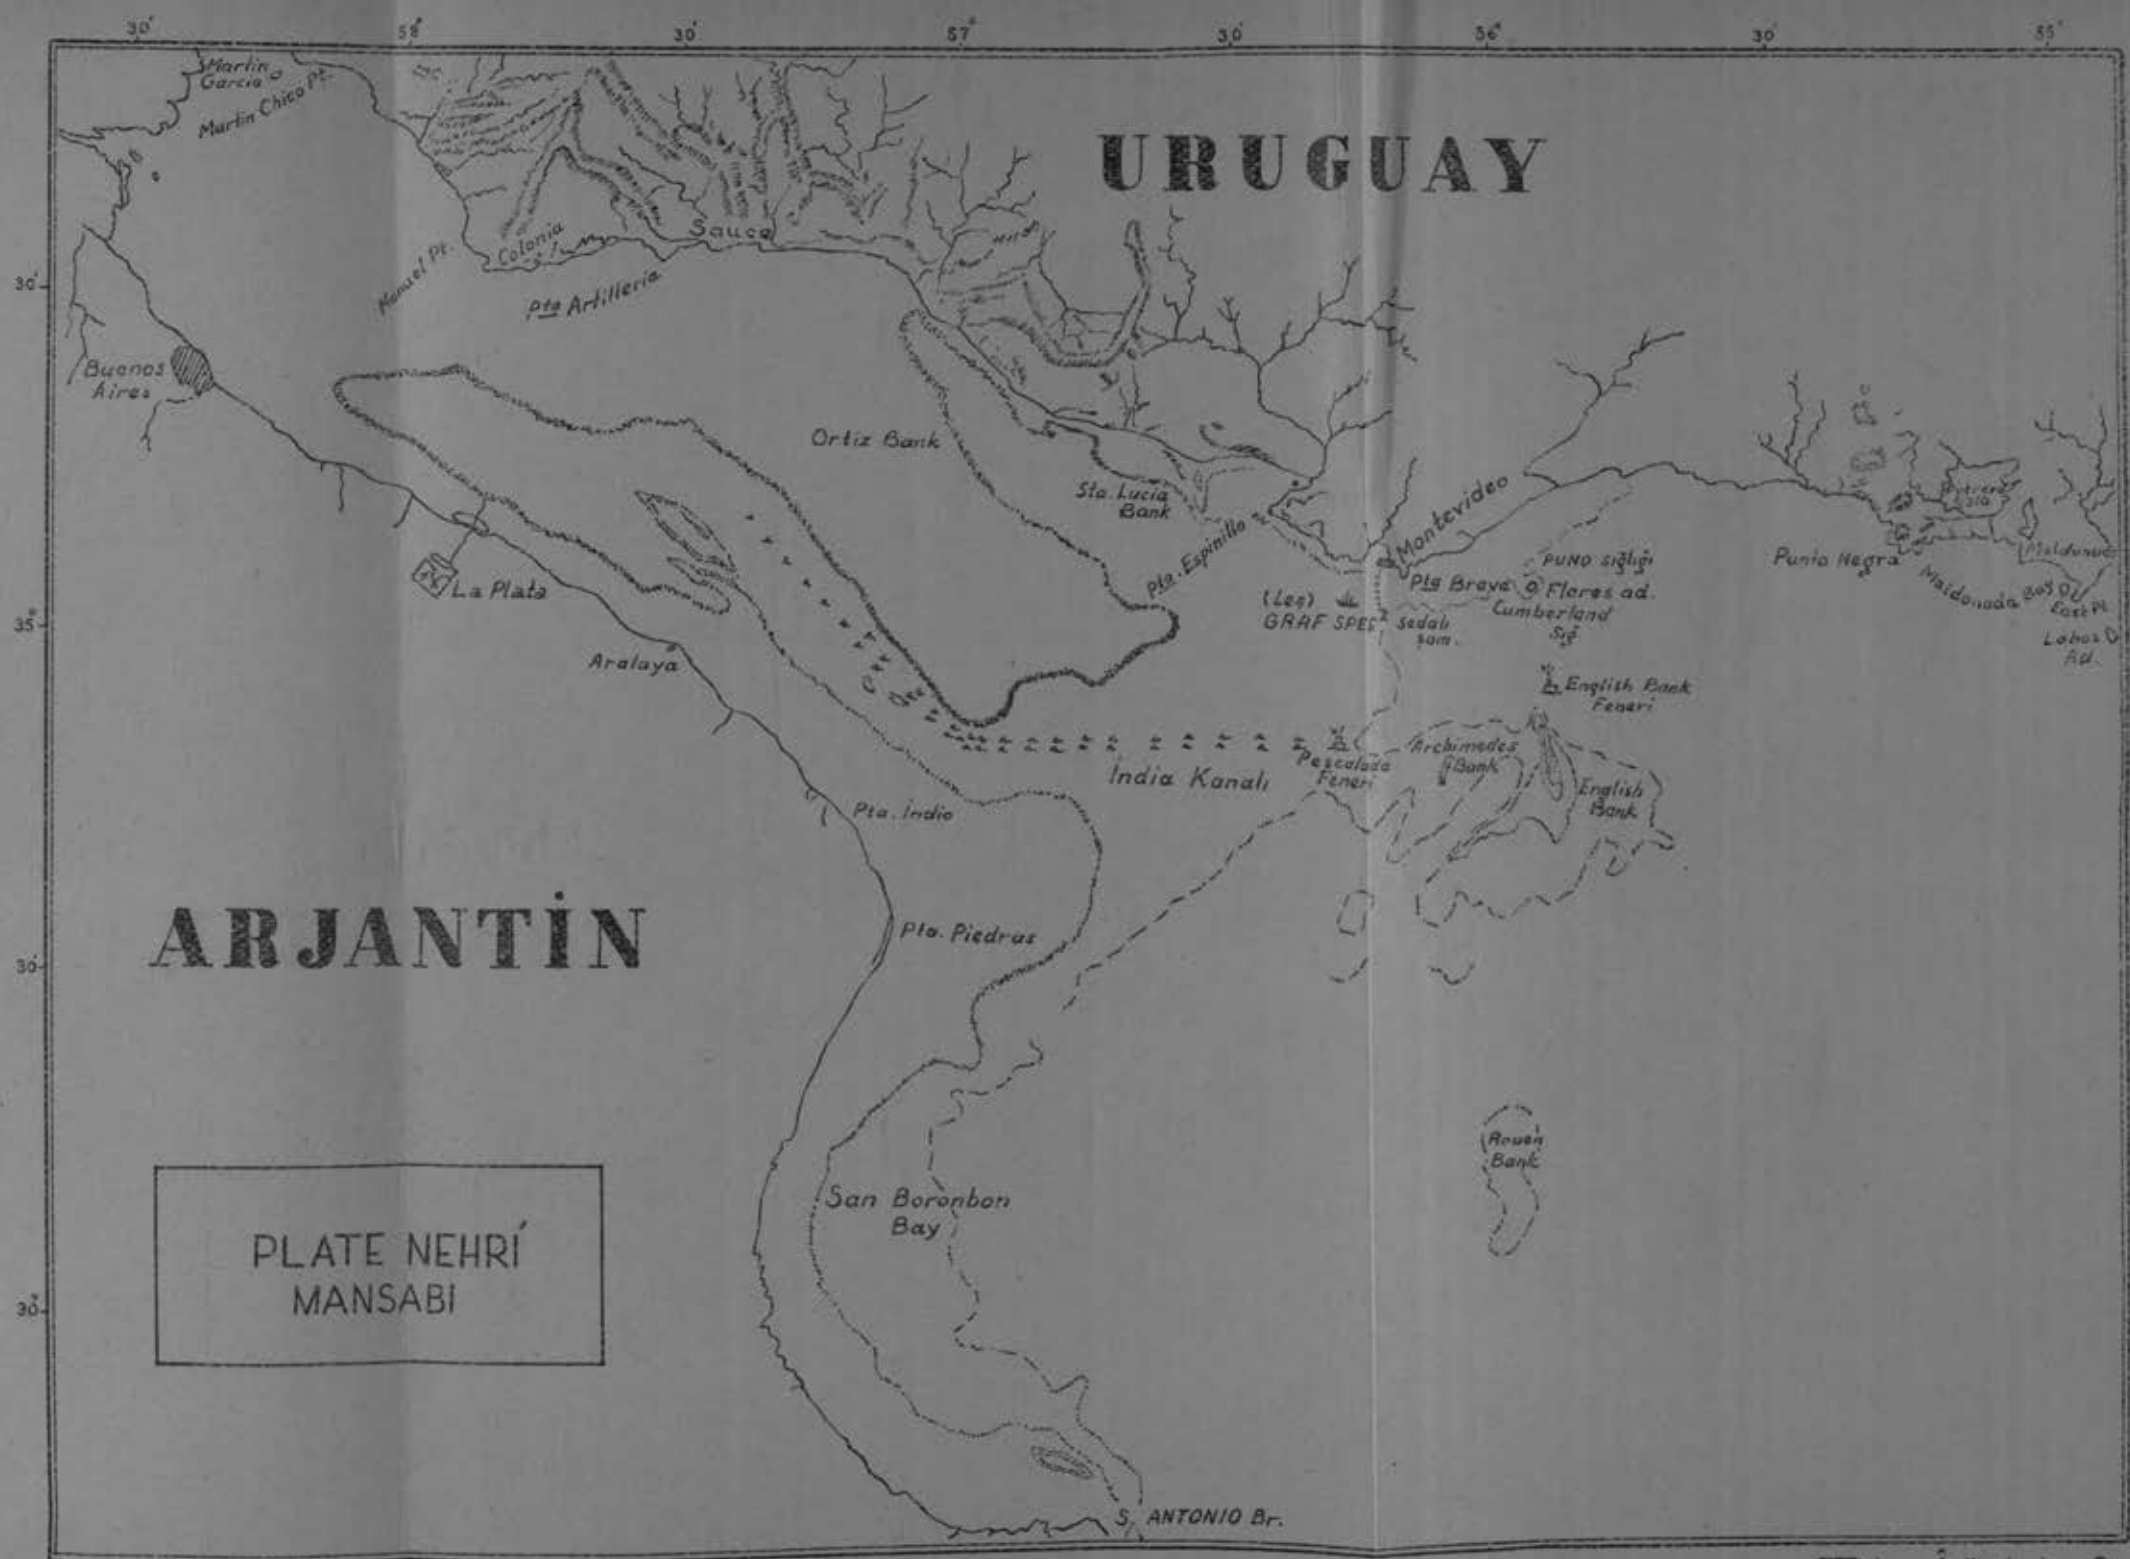 30'
58°
30'
57°
30'
56°
30'
55°
Martin
Garcia
Martin Chico Pt.
URUGUAY
Colonia
Sauce
Manuel Pt.
Pta Artilleria
30'
Buenos
Aires
Ortiz Bank
Sta. Lucia
Bank
Pta. Espinillo
Montevideo
PUNO sığlığı
Punta Negra
Maldonada Bay
East Pt.
Lobos
Ad.
La Plata
(Leş)
GRAF SPEE
Pta Brava
Flores ad.
Cumberland
Sığ
Sedalı
şam.
35°
Aralaya
English Bank
Feneri
India Kanalı
Pescalada
Feneri
Archimedes
Bank
English
Bank
Pta. İndio
ARJANTİN
Pta. Piedras
30'
Rouen
Bank
San Boronbon
Bay
PLATE NEHRİ
MANSABI
30'
S. ANTONIO Br.